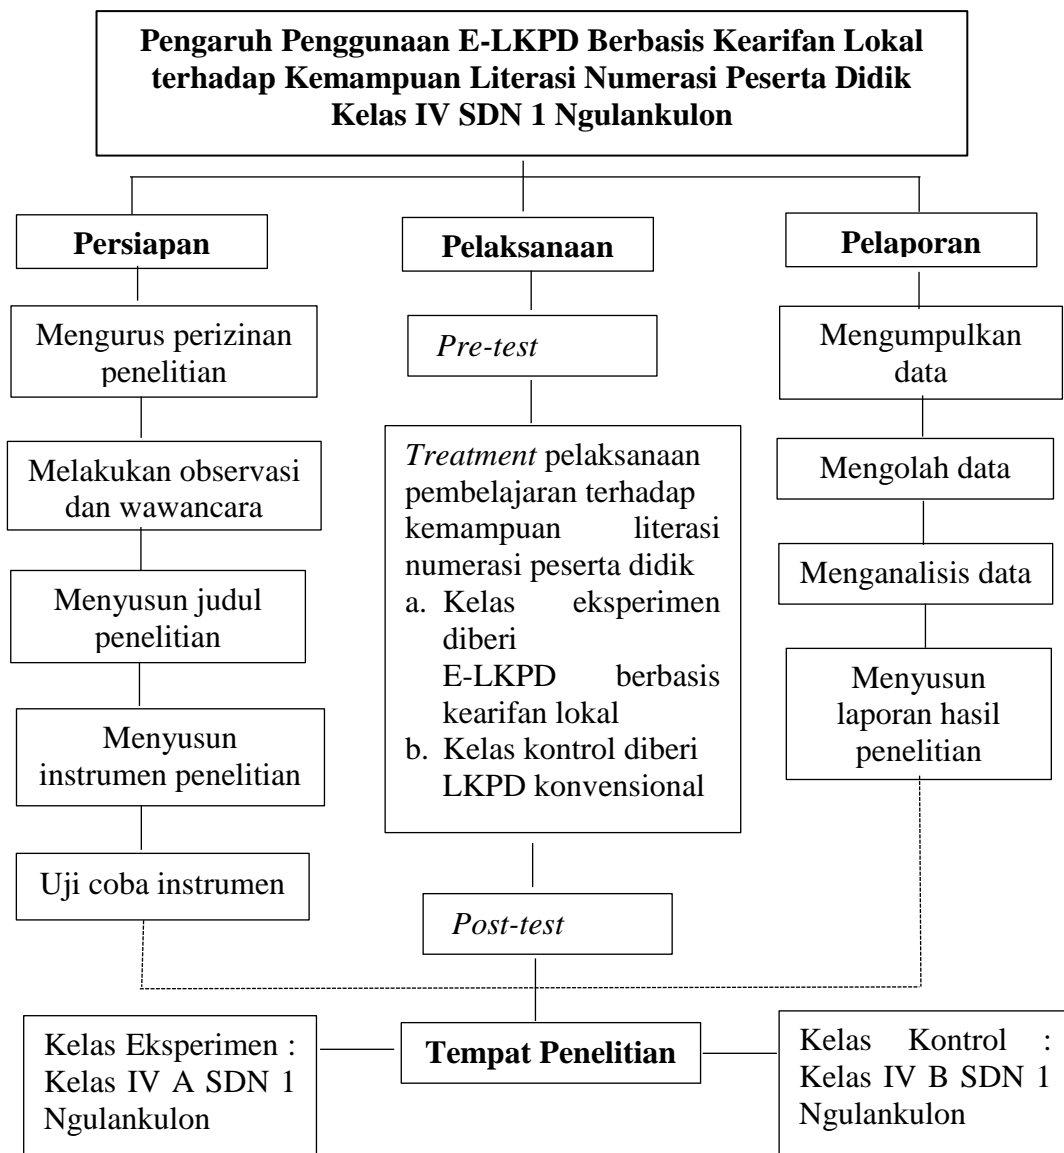 Pengaruh Penggunaan E-LKPD Berbasis Kearifan Lokal
terhadap Kemampuan Literasi Numerasi Peserta Didik
Kelas IV SDN 1 Ngulankulon
Persiapan
Mengurus perizinan
penelitian
Melakukan observasi
dan wawancara
Menyusun judul
penelitian
Menyusun
instrumen penelitian
Uji coba instrumen
Pelaksanaan
Pre-test
Treatment pelaksanaan
pembelajaran terhadap
kemampuan literasi
numerasi peserta didik
a. Kelas eksperimen
diberi
E-LKPD berbasis
kearifan lokal
b. Kelas kontrol diberi
LKPD konvensional
Post-test
Pelaporan
Mengumpulkan
data
Mengolah data
Menganalisis data
Menyusun
laporan hasil
penelitian
Kelas Eksperimen :
Kelas IV A SDN 1
Ngulankulon
Tempat Penelitian
Kelas Kontrol :
Kelas IV B SDN 1
Ngulankulon